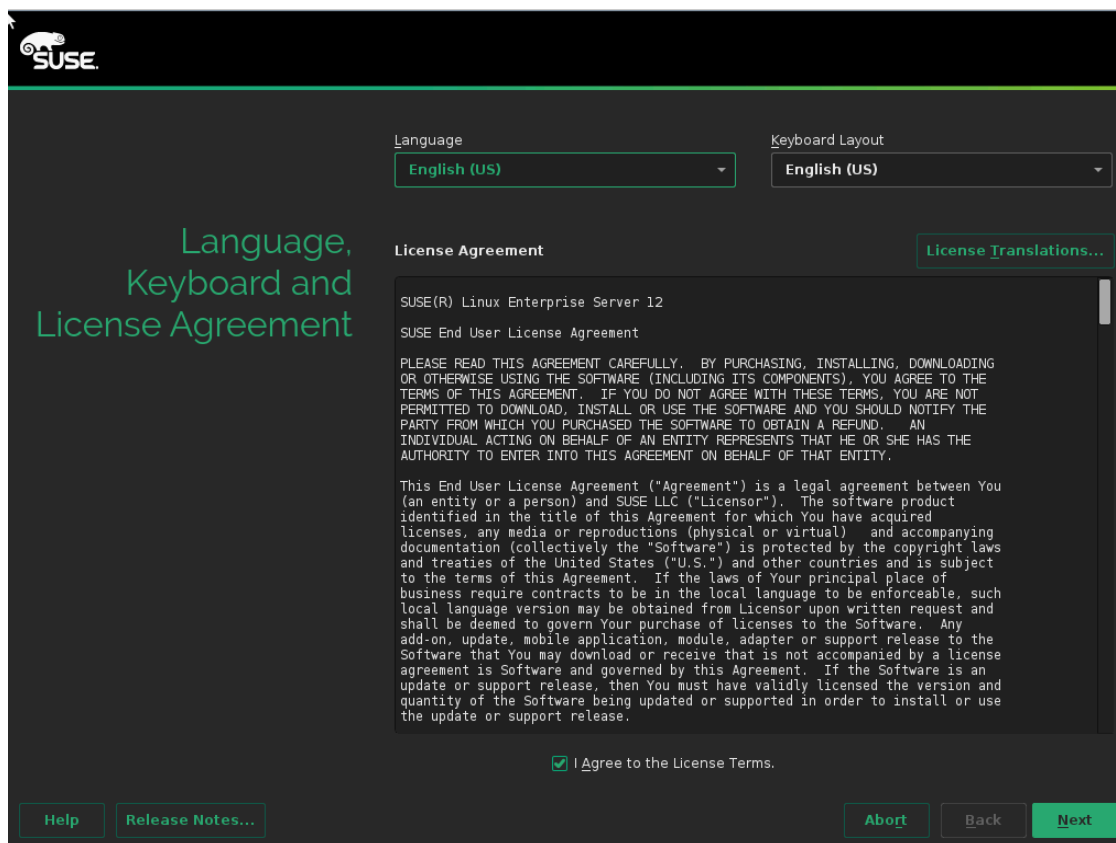 SUSE.
Language
Keyboard Layout
English (US)
English (US)
Language,
Keyboard and
License Agreement
License Agreement
License Translations...
SUSE(R) Linux Enterprise Server 12
SUSE End User License Agreement
PLEASE READ THIS AGREEMENT CAREFULLY.  BY PURCHASING, INSTALLING, DOWNLOADING
OR OTHERWISE USING THE SOFTWARE (INCLUDING ITS COMPONENTS), YOU AGREE TO THE
TERMS OF THIS AGREEMENT.  IF YOU DO NOT AGREE WITH THESE TERMS, YOU ARE NOT
PERMITTED TO DOWNLOAD, INSTALL OR USE THE SOFTWARE AND YOU SHOULD NOTIFY THE
PARTY FROM WHICH YOU PURCHASED THE SOFTWARE TO OBTAIN A REFUND.   AN
INDIVIDUAL ACTING ON BEHALF OF AN ENTITY REPRESENTS THAT HE OR SHE HAS THE
AUTHORITY TO ENTER INTO THIS AGREEMENT ON BEHALF OF THAT ENTITY.
This End User License Agreement ("Agreement") is a legal agreement between You
(an entity or a person) and SUSE LLC ("Licensor").  The software product
identified in the title of this Agreement for which You have acquired
licenses, any media or reproductions (physical or virtual)   and accompanying
documentation (collectively the "Software") is protected by the copyright laws
and treaties of the United States ("U.S.") and other countries and is subject
to the terms of this Agreement.  If the laws of Your principal place of
business require contracts to be in the local language to be enforceable, such
local language version may be obtained from Licensor upon written request and
shall be deemed to govern Your purchase of licenses to the Software.  Any
add-on, update, mobile application, module, adapter or support release to the
Software that You may download or receive that is not accompanied by a license
agreement is Software and governed by this Agreement.  If the Software is an
update or support release, then You must have validly licensed the version and
quantity of the Software being updated or supported in order to install or use
the update or support release.
I Agree to the License Terms.
Help
Release Notes...
Abort
Back
Next